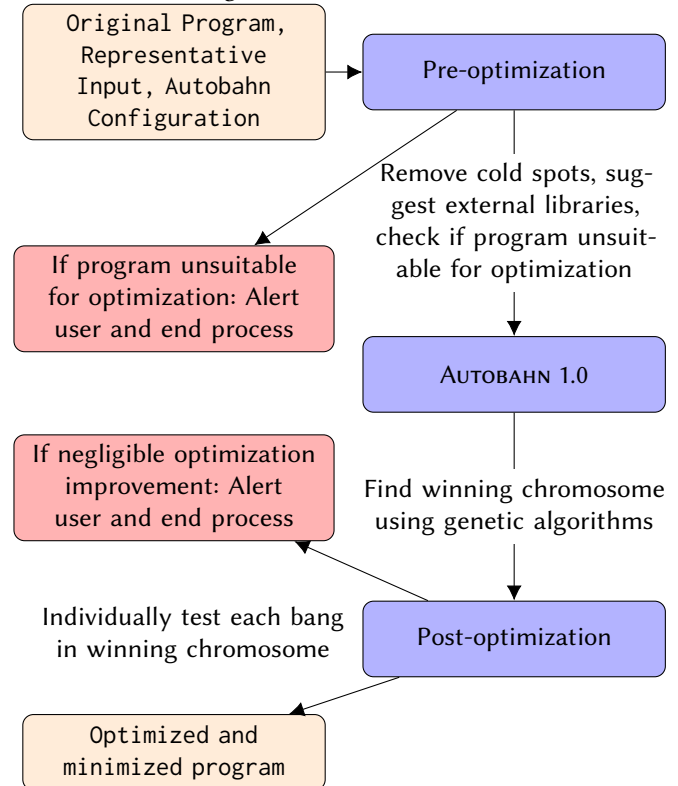 Original Program,
Representative
Input, Autobahn
Configuration
Pre-optimization
Remove cold spots, sug-
gest external libraries,
check if program unsuit-
able for optimization
If program unsuitable
for optimization: Alert
user and end process
AUTOBAHN 1.0
If negligible optimization
improvement: Alert
user and end process
Find winning chromosome
using genetic algorithms
Individually test each bang
in winning chromosome
Post-optimization
Optimized and
minimized program